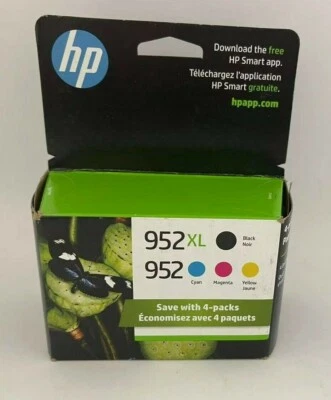 hp
Download the free
HP Smart app.
Téléchargez l'application
HP Smart gratuite.
hpapp.com
952XL
Black
Noir
952
Cyan
Magenta
Yellow
Jaune
Save with 4-packs
Économisez avec 4 paquets